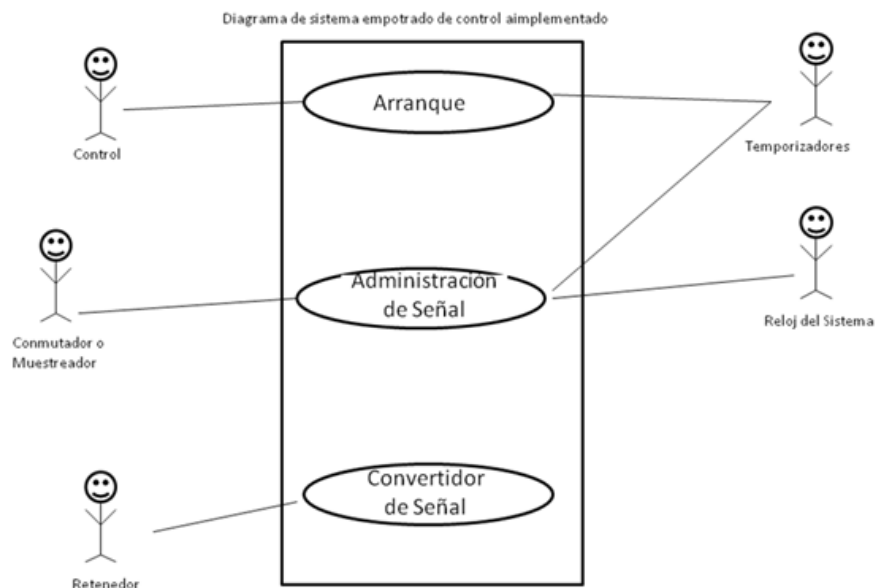 Diagrama de sistema empotrado de control aimplementado
Arranque
Control
Temporizadores
Administración
de Señal
Conmutador o
Muestreador
Reloj del Sistema
Convertidor
de Señal
Retenedor